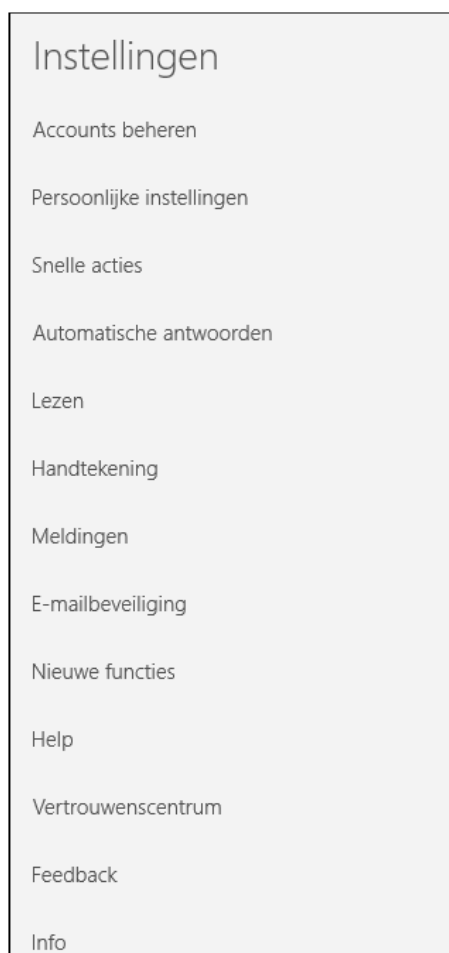 Instellingen
Accounts beheren
Persoonlijke instellingen
Snelle acties
Automatische antwoorden
Lezen
Handtekening
Meldingen
E-mailbeveiliging
Nieuwe functies
Help
Vertrouwenscentrum
Feedback
Info